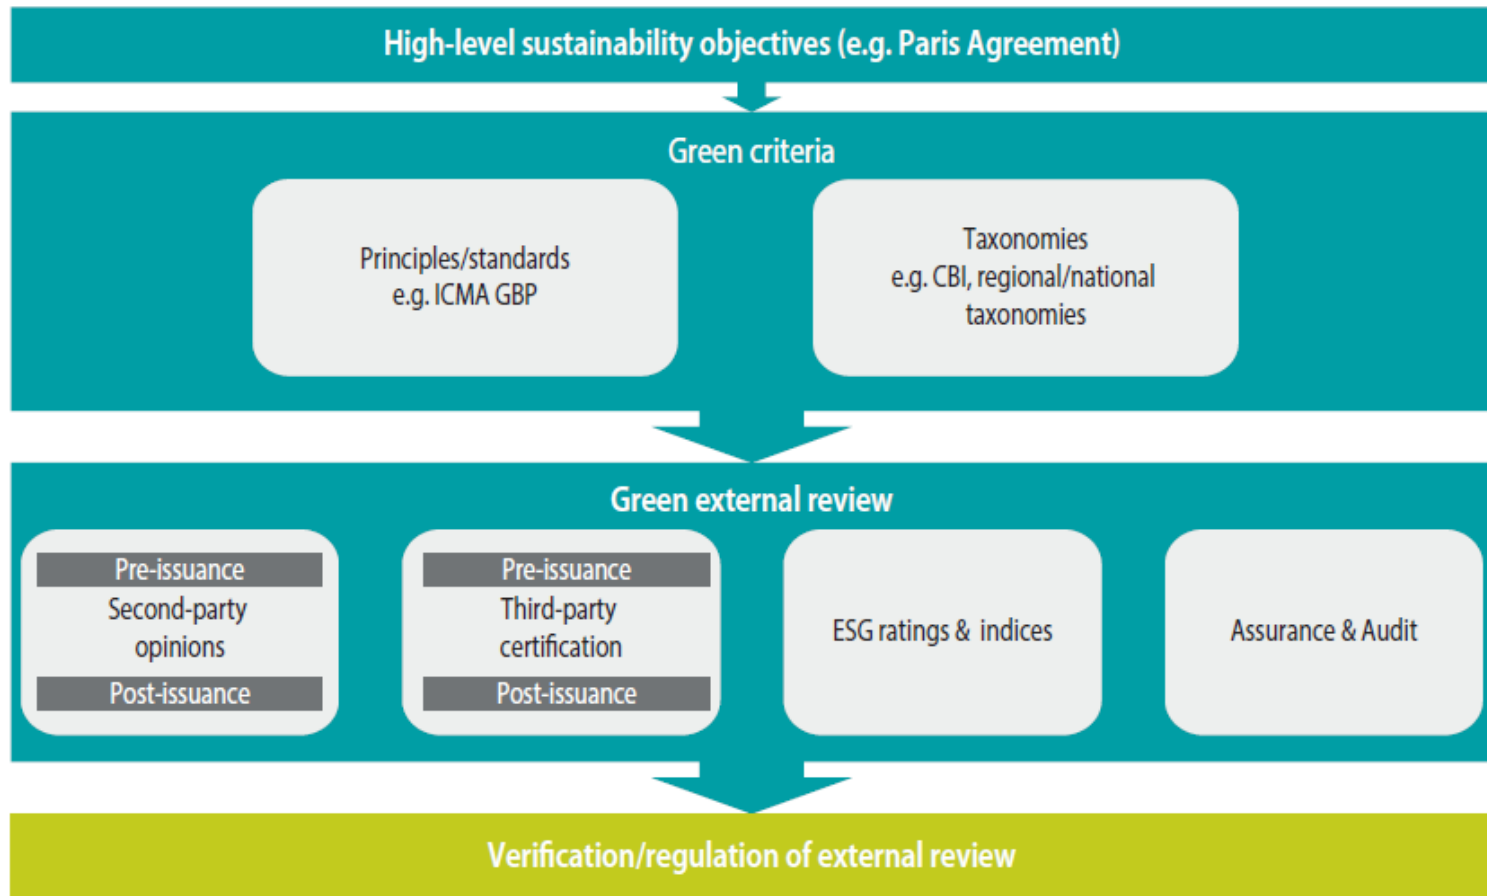 High-level sustainability objectives (e.g. Paris Agreement)
Green criteria
Principles/standards
e.g. ICMA GBP
Taxonomies
e.g. CBI, regional/national
taxonomies
Green external review
Pre-issuance
Second-party
opinions
Post-issuance
Pre-issuance
Third-party
certification
Post-issuance
ESG ratings & indices
Assurance & Audit
Verification/regulation of external review